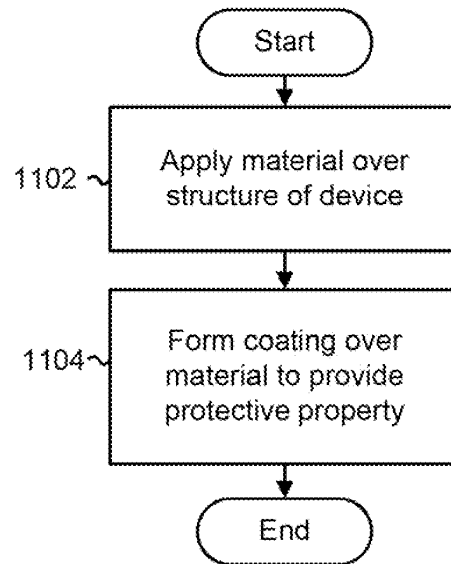 Start
1102
Apply material over
structure of device
1104
Form coating over
material to provide
protective property
End